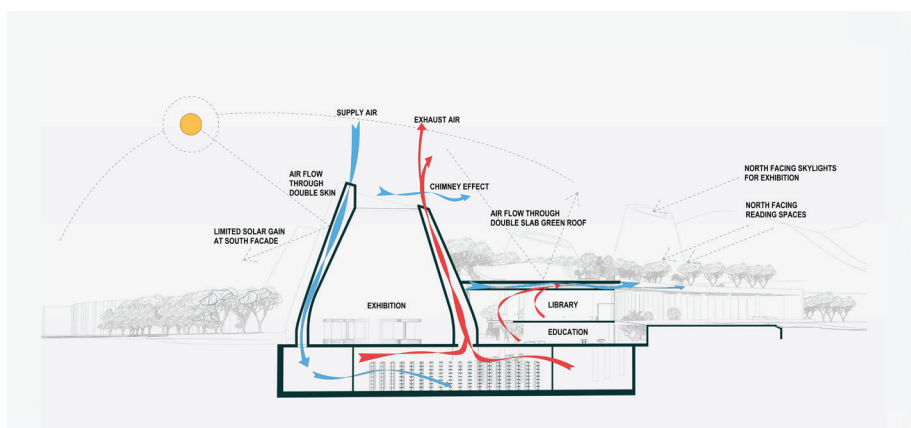 SUPPLY AIR
EXHAUST AIR
AIR FLOW
THROUGH
DOUBLE SKIN
CHIMNEY EFFECT
NORTH FACING SKYLIGHTS
FOR EXHIBITION
AIR FLOW THROUGH
DOUBLE SLAB GREEN ROOF
NORTH FACING
READING SPACES
LIMITED SOLAR GAIN
AT SOUTH FACADE
EXHIBITION
LIBRARY
EDUCATION